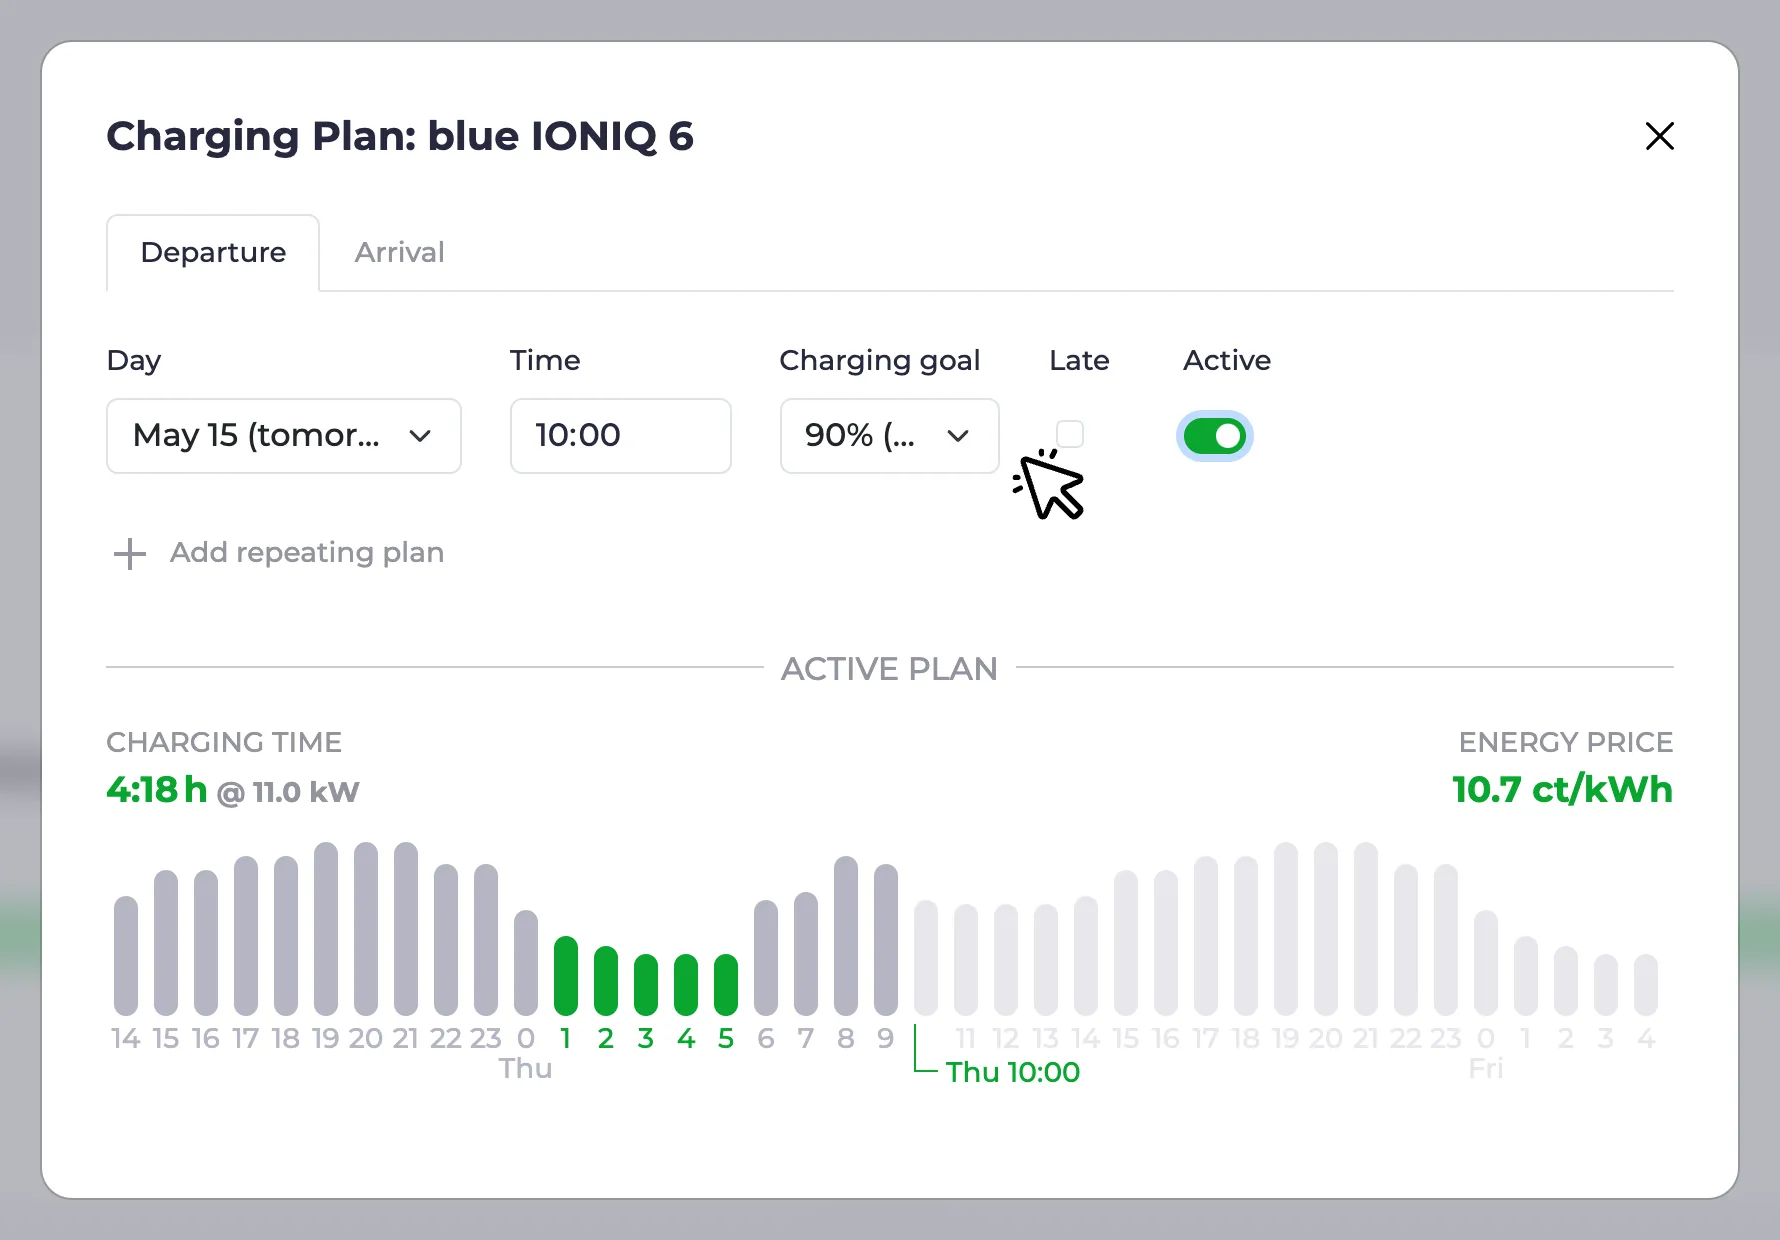 Charging Plan: blue IONIQ 6
Departure Arrival
Day Time Charging goal Late Active
May 15 (tomor... 10:00 90% (...
Add repeating plan
ACTIVE PLAN
CHARGING TIME ENERGY PRICE
4:18 h @ 11.0 kW 10.7 ct/kWh
14 15 16 17 18 19 20 21 22 23 0 1 2 3 4 5 6 7 8 9 11 12 13 14 15 16 17 18 19 20 21 22 23 0 1 2 3 4
Thu Thu 10:00 Fri